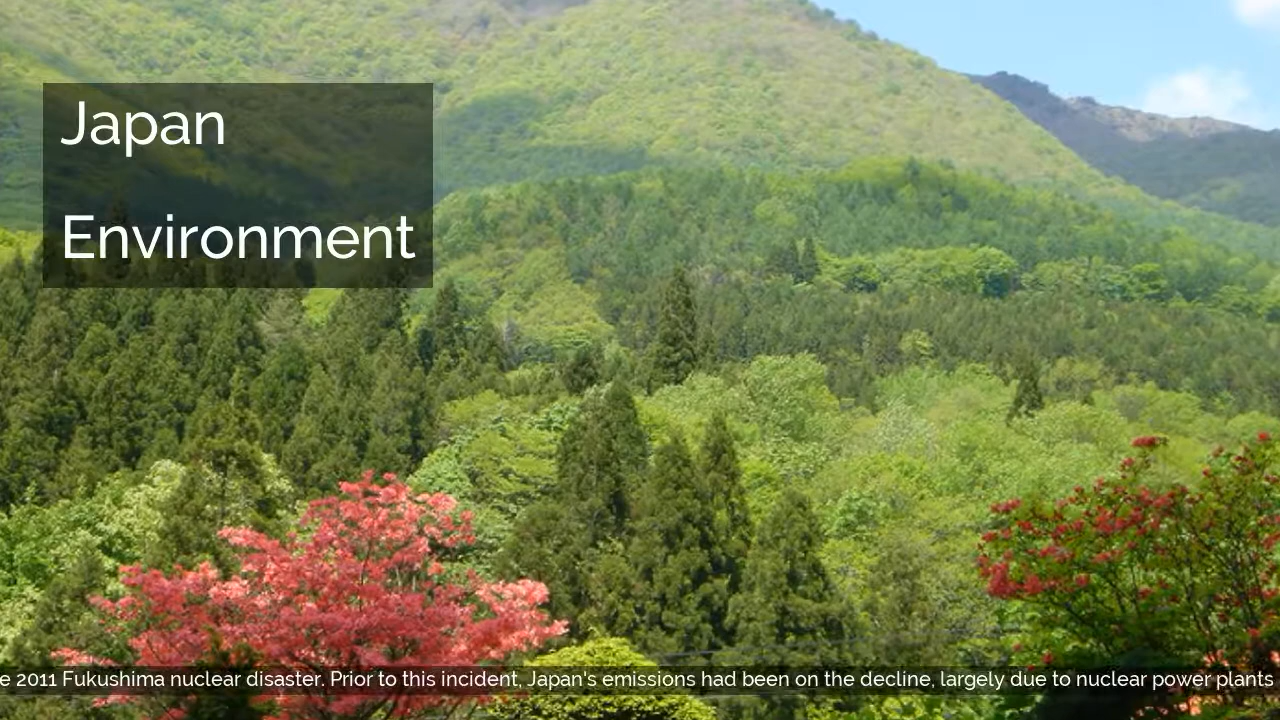 Japan
Environment
e 2011 Fukushima nuclear disaster. Prior to this incident, Japan's emissions had been on the decline, largely due to nuclear power plants